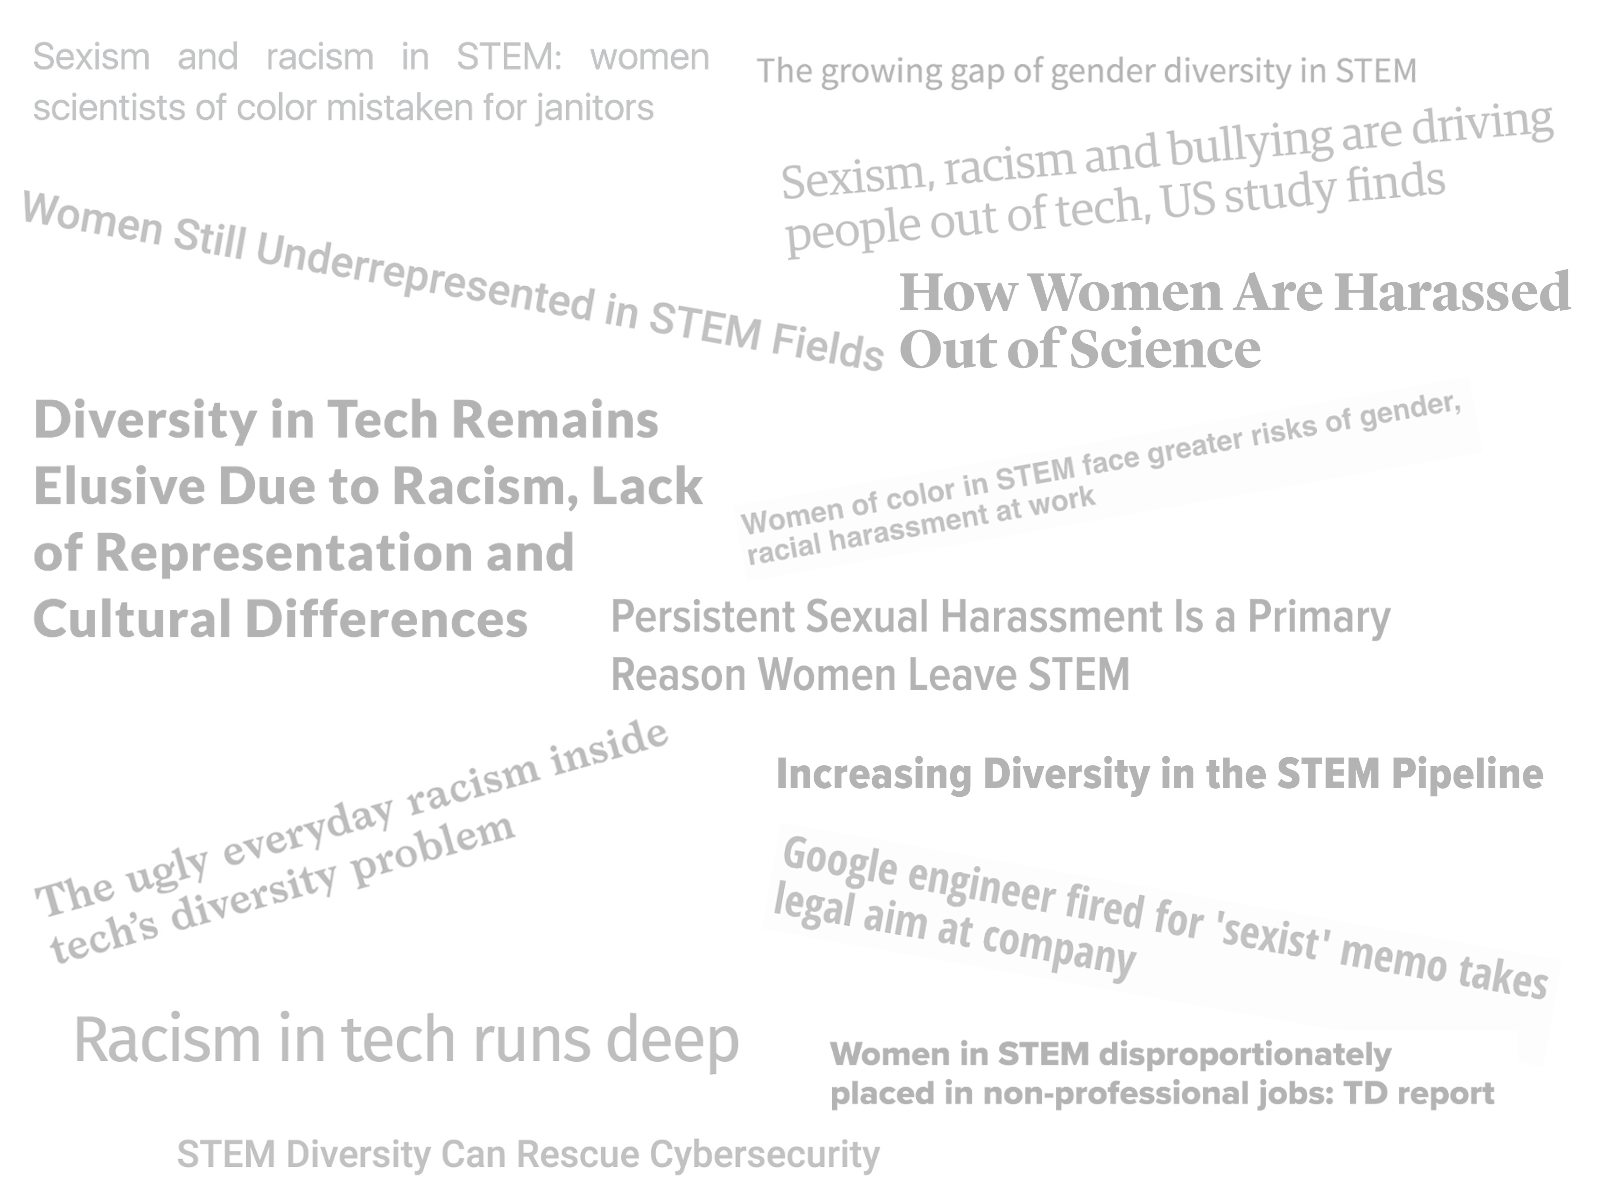 Sexism and racism in STEM: women
scientists of color mistaken for janitors
The growing gap of gender diversity in STEM
Sexism, racism and bullying are driving
people out of tech, US study finds
Women Still Underrepresented in STEM Fields
How Women Are Harassed
Out of Science
Diversity in Tech Remains
Elusive Due to Racism, Lack
of Representation and
Cultural Differences
Women of color in STEM face greater risks of gender,
racial harassment at work
Persistent Sexual Harassment Is a Primary
Reason Women Leave STEM
The ugly everyday racism inside
tech’s diversity problem
Increasing Diversity in the STEM Pipeline
Google engineer fired for 'sexist' memo takes
legal aim at company
Racism in tech runs deep
Women in STEM disproportionately
placed in non-professional jobs: TD report
STEM Diversity Can Rescue Cybersecurity